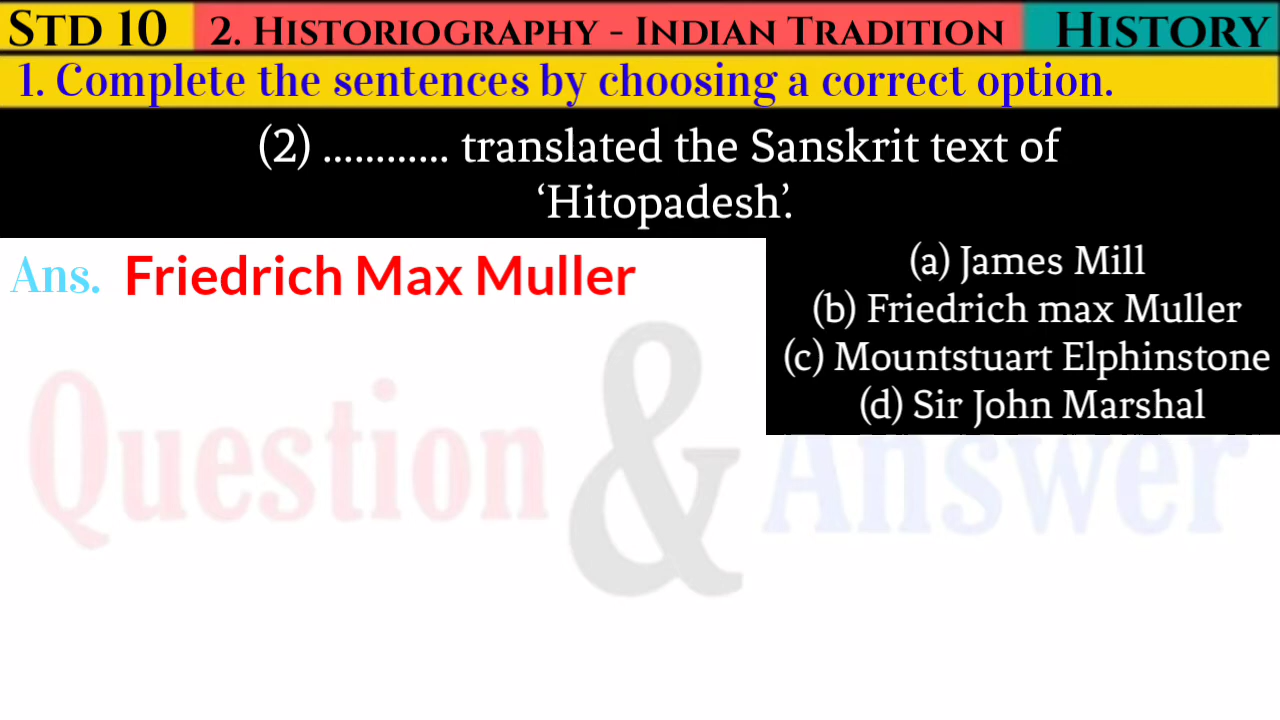 STD 10 2. HISTORIOGRAPHY - INDIAN TRADITION HISTORY
1. Complete the sentences by choosing a correct option.
(2) ............ translated the Sanskrit text of
‘Hitopadesh’.
Ans. Friedrich Max Muller
(a) James Mill
(b) Friedrich max Muller
(c) Mountstuart Elphinstone
(d) Sir John Marshal
Question & Answer